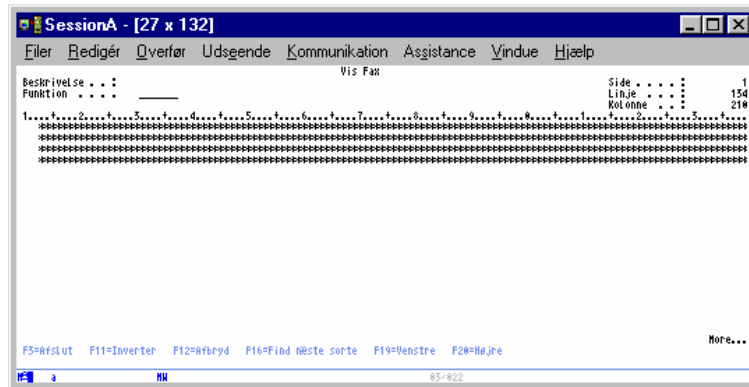 SessionA - [27 x 132]
Filer Redigér Overfør Udseende Kommunikation Assistance Vindue Hjælp
Vis Fax
Beskrivelse . . : Side . . . . : 1
Funktion . . . . _____ Linje . . . : 134
Kolonne . . : 210
1....+....2....+....3....+....4....+....5....+....6....+....7....+....8....+....9....+....0....+....1....+....2....+....3....+....
More...
F3=Afslut F11=Inverter F12=Afbryd F16=Find næste sorte F19=Venstre F20=Højre
a MW 03/022